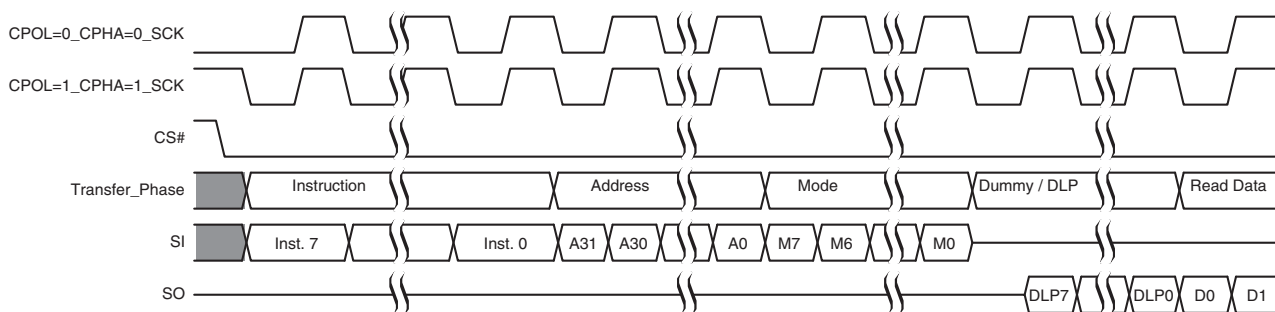 CPOL=0_CPHA=0_SCK
CPOL=1_CPHA=1_SCK
CS#
Transfer_Phase Instruction Address Mode Dummy / DLP Read Data
SI Inst. 7 Inst. 0 A31 A30 A0 M7 M6 M0
SO DLP7 DLP0 D0 D1